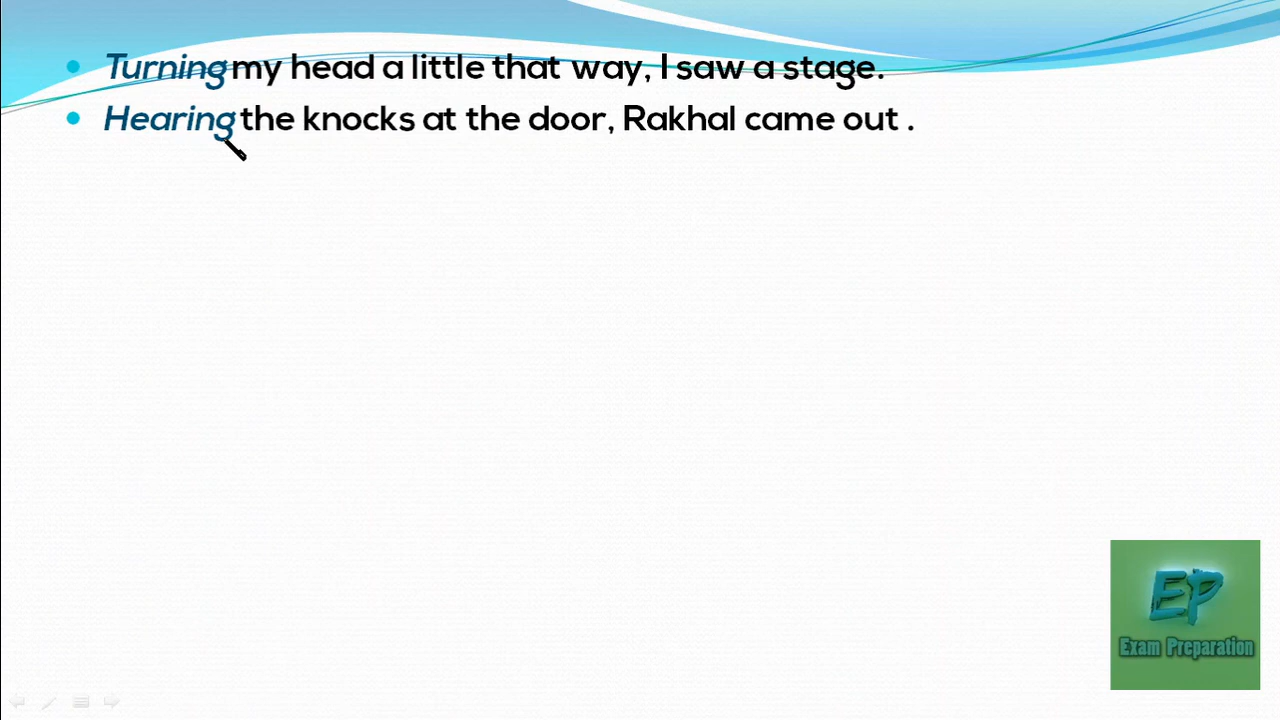 • Turning my head a little that way, I saw a stage.
• Hearing the knocks at the door, Rakhal came out .
EP
Exam Preparation